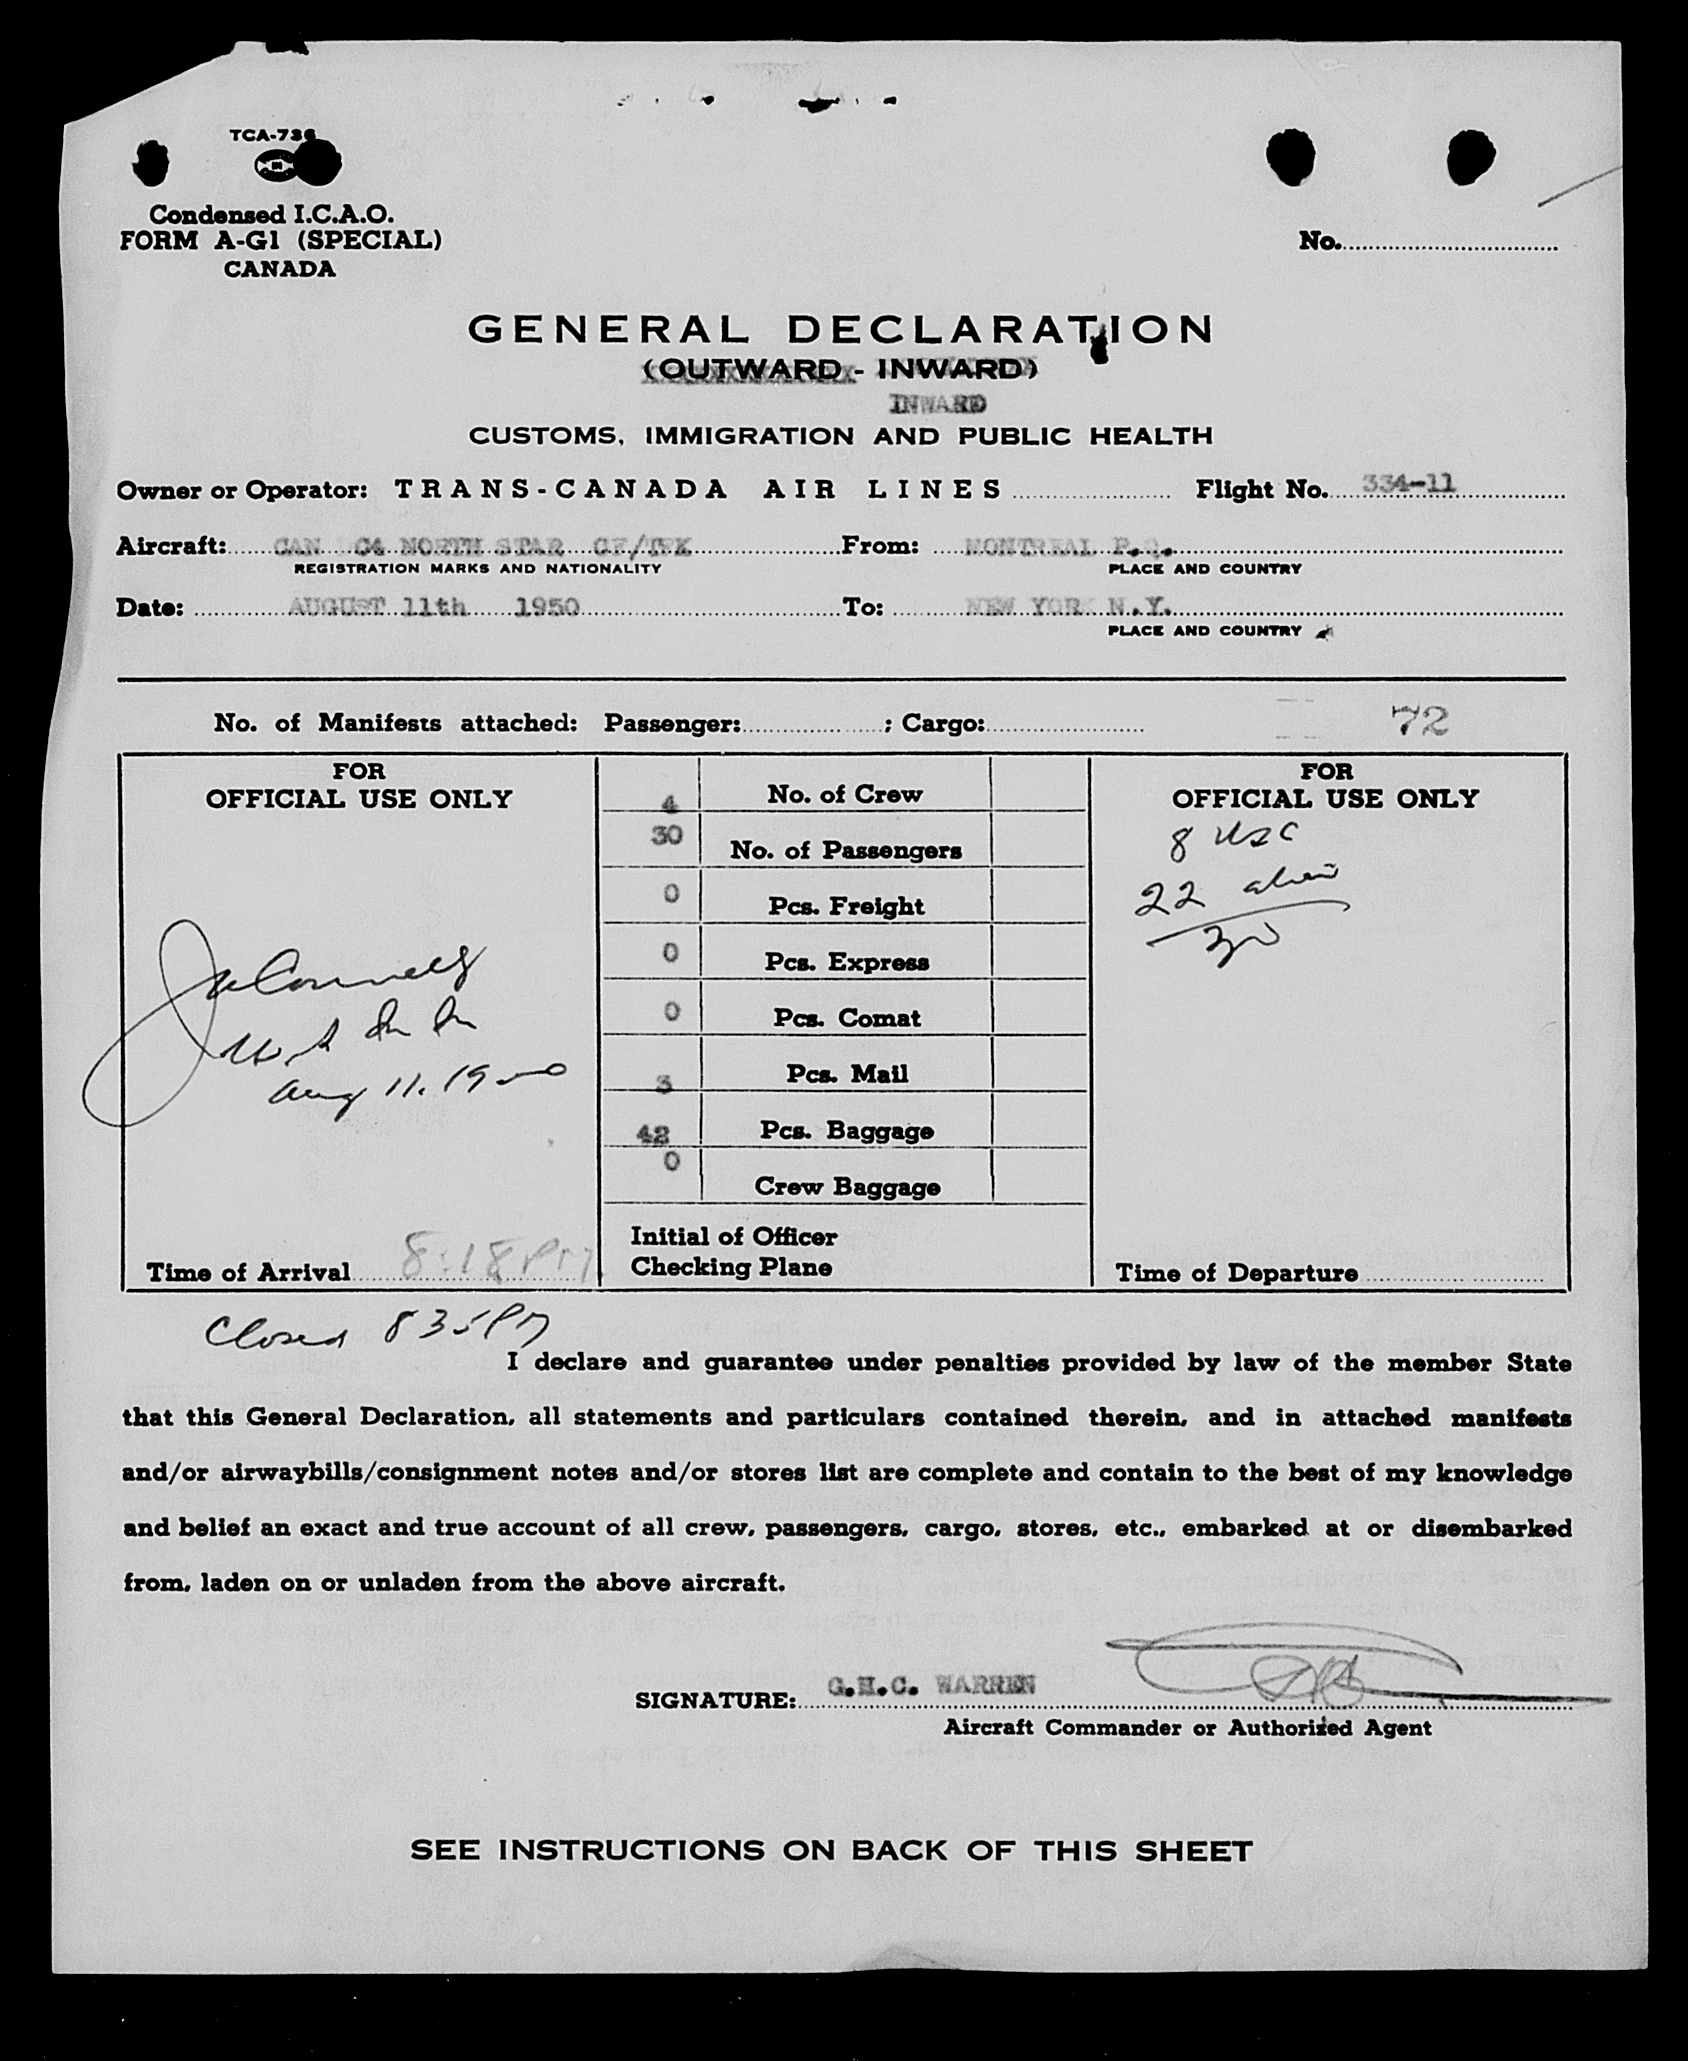 TCA-736
Condensed I.C.A.O.
FORM A-G1 (SPECIAL)
CANADA
No.
GENERAL DECLARATION
(OUTWARD - INWARD)
INWARD
CUSTOMS, IMMIGRATION AND PUBLIC HEALTH
Owner or Operator: TRANS-CANADA AIR LINES Flight No. 334-11
Aircraft: CAN C4 NORTH STAR CF/TFK From: MONTREAL P.Q.
REGISTRATION MARKS AND NATIONALITY PLACE AND COUNTRY
Date: AUGUST 11th 1950 To: NEW YORK N.Y.
PLACE AND COUNTRY
No. of Manifests attached: Passenger: ; Cargo: 72
FOR
OFFICIAL USE ONLY
Aug 11. 1950
Time of Arrival 8:18 PM
4 No. of Crew
30 No. of Passengers
0 Pcs. Freight
0 Pcs. Express
0 Pcs. Comat
3 Pcs. Mail
42 Pcs. Baggage
0 Crew Baggage
Initial of Officer
Checking Plane
FOR
OFFICIAL USE ONLY
8 USC
22 alien
30
Time of Departure
Closed 835PM
I declare and guarantee under penalties provided by law of the member State
that this General Declaration, all statements and particulars contained therein, and in attached manifests
and/or airwaybills/consignment notes and/or stores list are complete and contain to the best of my knowledge
and belief an exact and true account of all crew, passengers, cargo, stores, etc., embarked at or disembarked
from, laden on or unladen from the above aircraft.
SIGNATURE: G.H.C. WARREN
Aircraft Commander or Authorized Agent
SEE INSTRUCTIONS ON BACK OF THIS SHEET